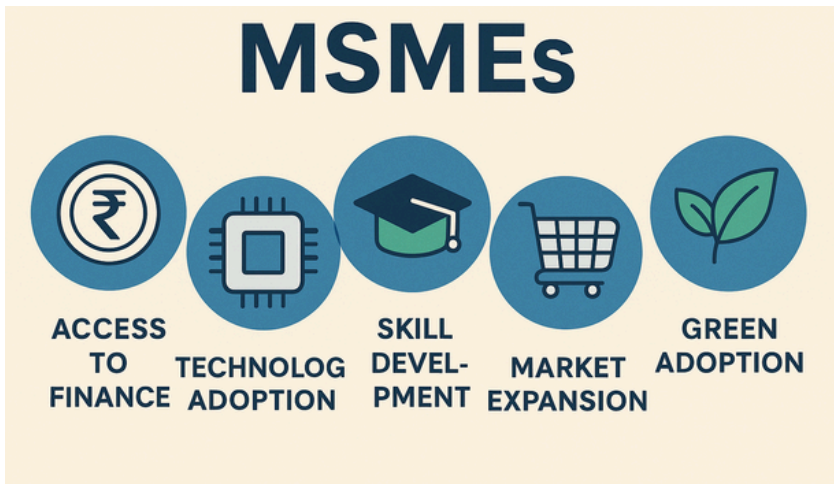 MSMEs
ACCESS
TO
FINANCE
TECHNOLOG
ADOPTION
SKILL
DEVEL-
PMENT
MARKET
EXPANSION
GREEN
ADOPTION